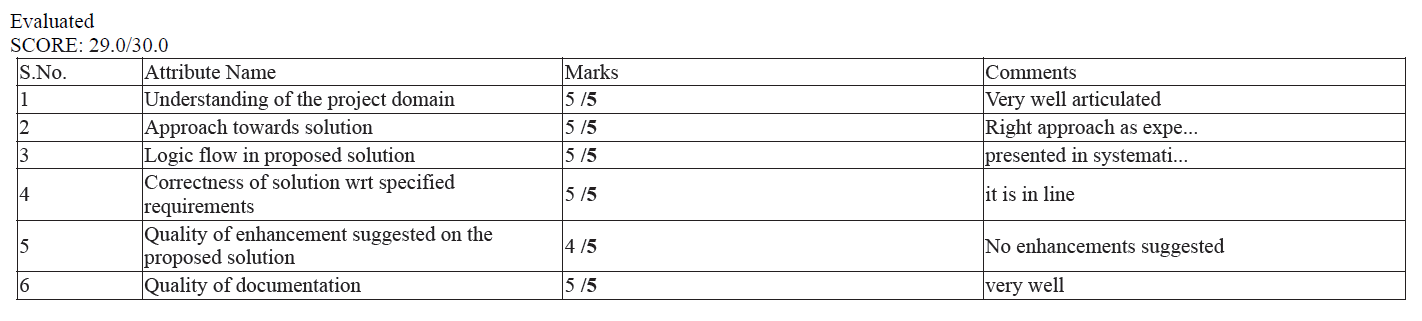 Evaluated
SCORE: 29.0/30.0
S.No. Attribute Name Marks Comments
1 Understanding of the project domain 5 /5 Very well articulated
2 Approach towards solution 5 /5 Right approach as expe...
3 Logic flow in proposed solution 5 /5 presented in systemati...
4 Correctness of solution wrt specified
requirements 5 /5 it is in line
5 Quality of enhancement suggested on the
proposed solution 4 /5 No enhancements suggested
6 Quality of documentation 5 /5 very well